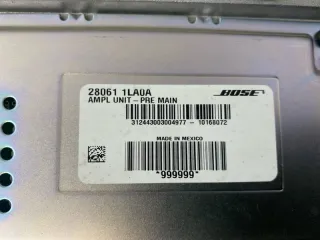 28061 1LA0A
BOSE
AMPL UNIT-PRE MAIN
312443003004977 - 10168072
MADE IN MEXICO
*999999*